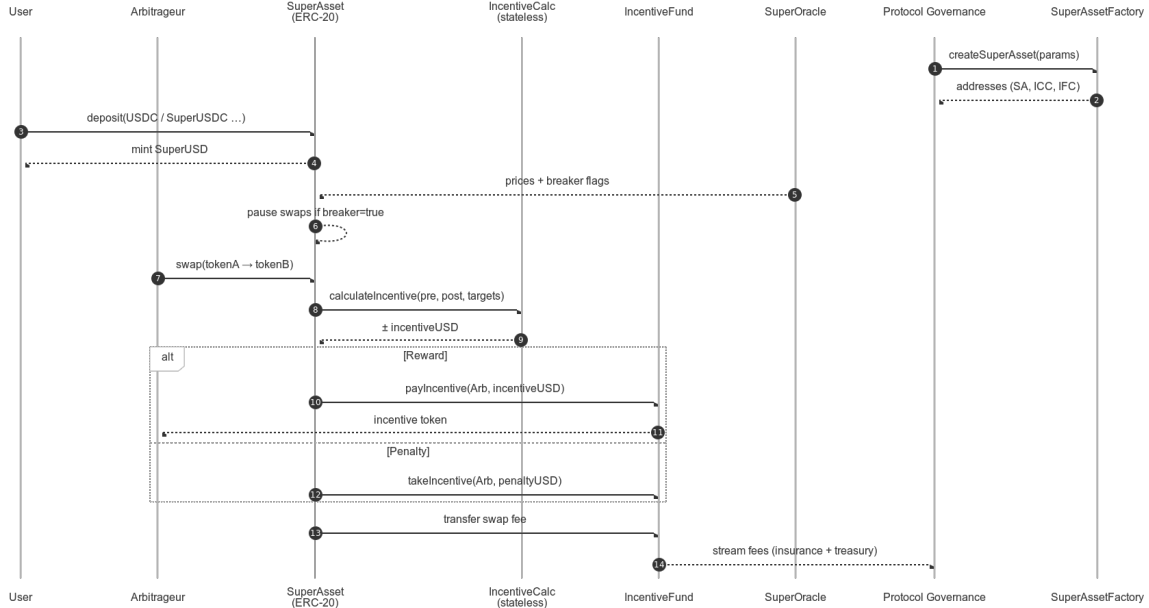 User
Arbitrageur
SuperAsset
(ERC-20)
IncentiveCalc
(stateless)
IncentiveFund
SuperOracle
Protocol Governance
SuperAssetFactory
1
createSuperAsset(params)
addresses (SA, ICC, IFC)
2
3
deposit(USDC / SuperUSDC …)
mint SuperUSD
4
prices + breaker flags
5
pause swaps if breaker=true
6
7
swap(tokenA → tokenB)
8
calculateIncentive(pre, post, targets)
± incentiveUSD
9
alt
[Reward]
10
payIncentive(Arb, incentiveUSD)
incentive token
11
[Penalty]
12
takeIncentive(Arb, penaltyUSD)
13
transfer swap fee
14
stream fees (insurance + treasury)
User
Arbitrageur
SuperAsset
(ERC-20)
IncentiveCalc
(stateless)
IncentiveFund
SuperOracle
Protocol Governance
SuperAssetFactory